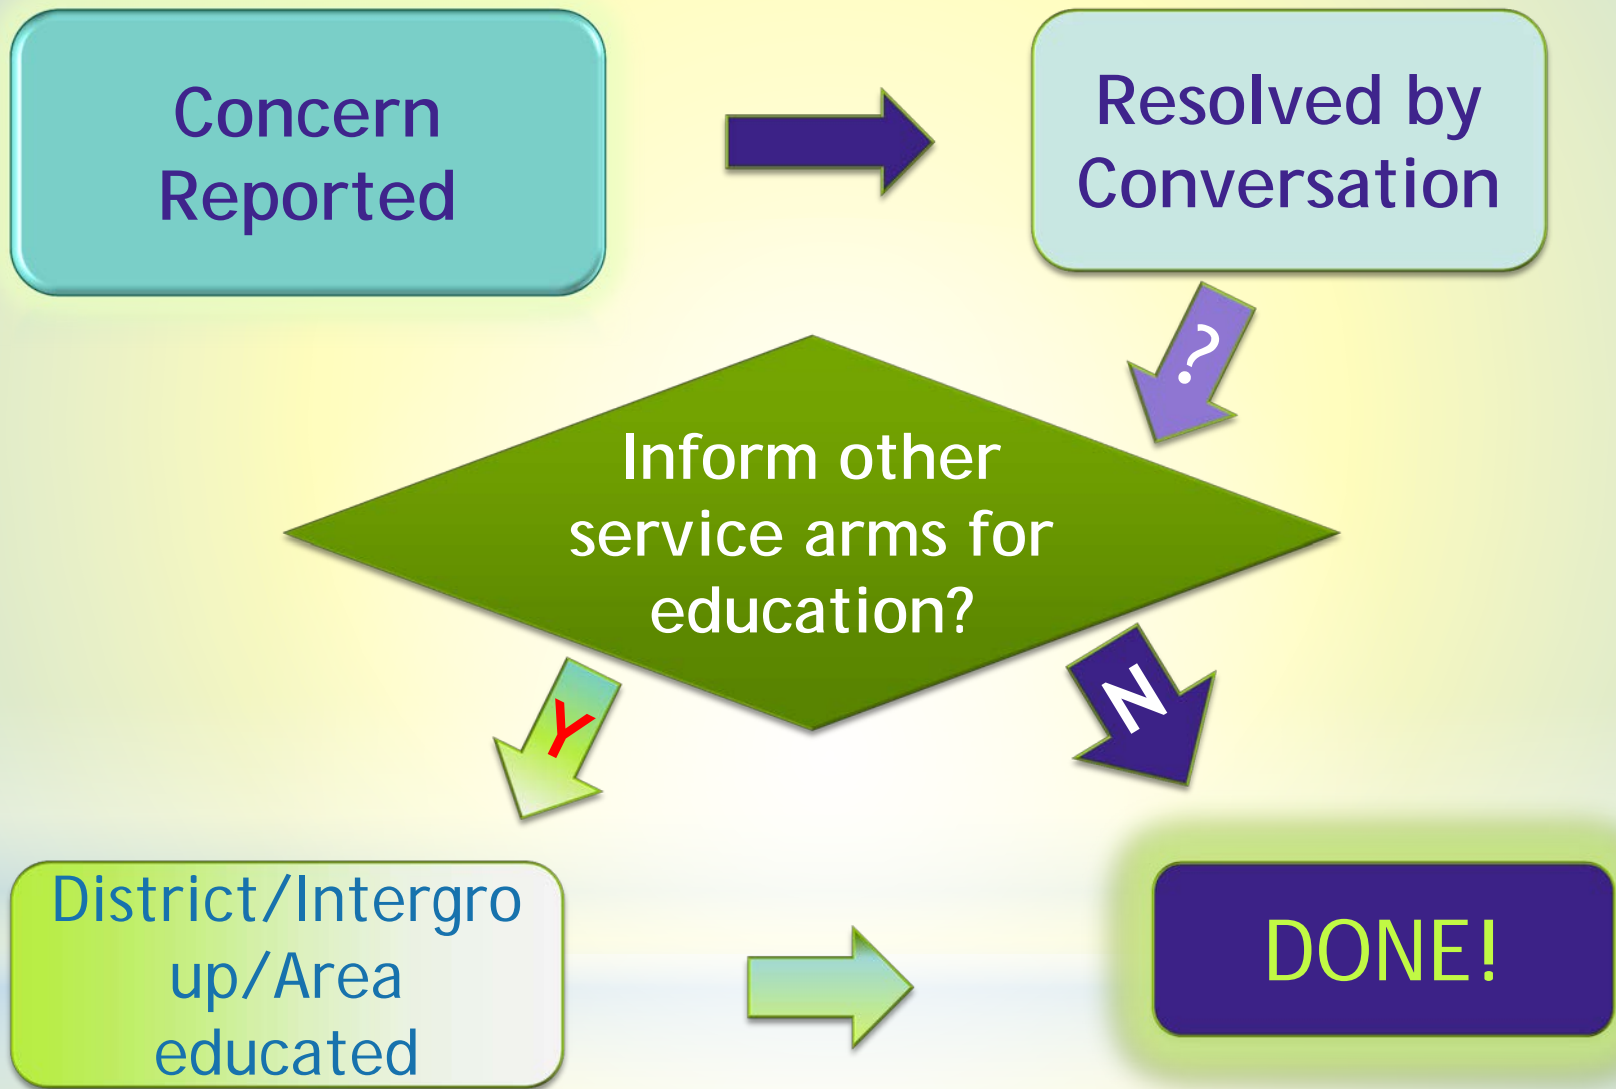 Concern
Reported
Resolved by
Conversation
?
Inform other
service arms for
education?
Y
N
District/Intergro
up/Area
educated
DONE!